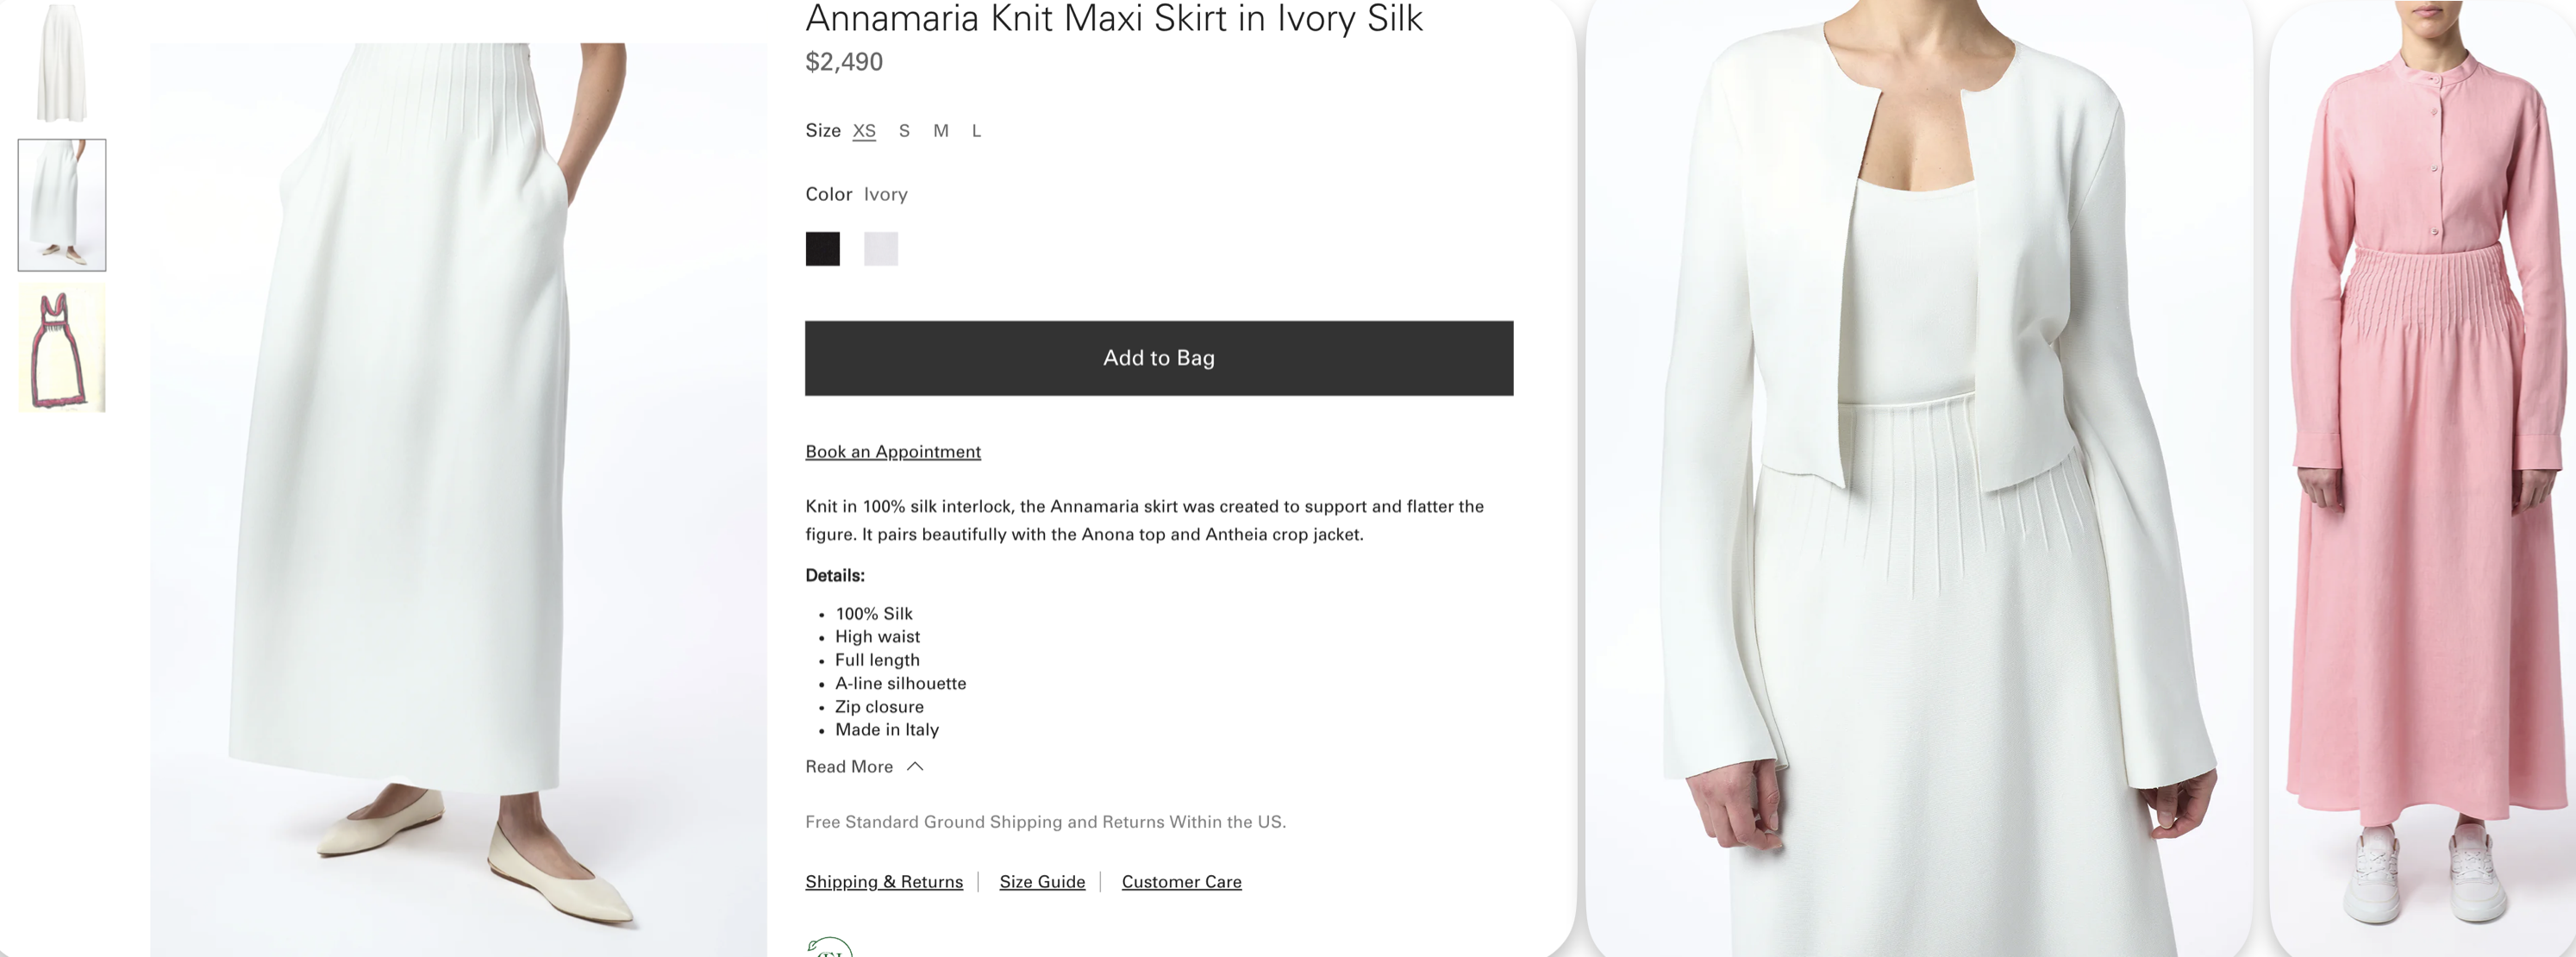 Annamaria Knit Maxi Skirt in Ivory Silk
$2,490
Size XS S M L
Color Ivory
Add to Bag
Book an Appointment
Knit in 100% silk interlock, the Annamaria skirt was created to support and flatter the
figure. It pairs beautifully with the Anona top and Antheia crop jacket.
Details:
• 100% Silk
• High waist
• Full length
• A-line silhouette
• Zip closure
• Made in Italy
Read More
Free Standard Ground Shipping and Returns Within the US.
Shipping & Returns | Size Guide | Customer Care